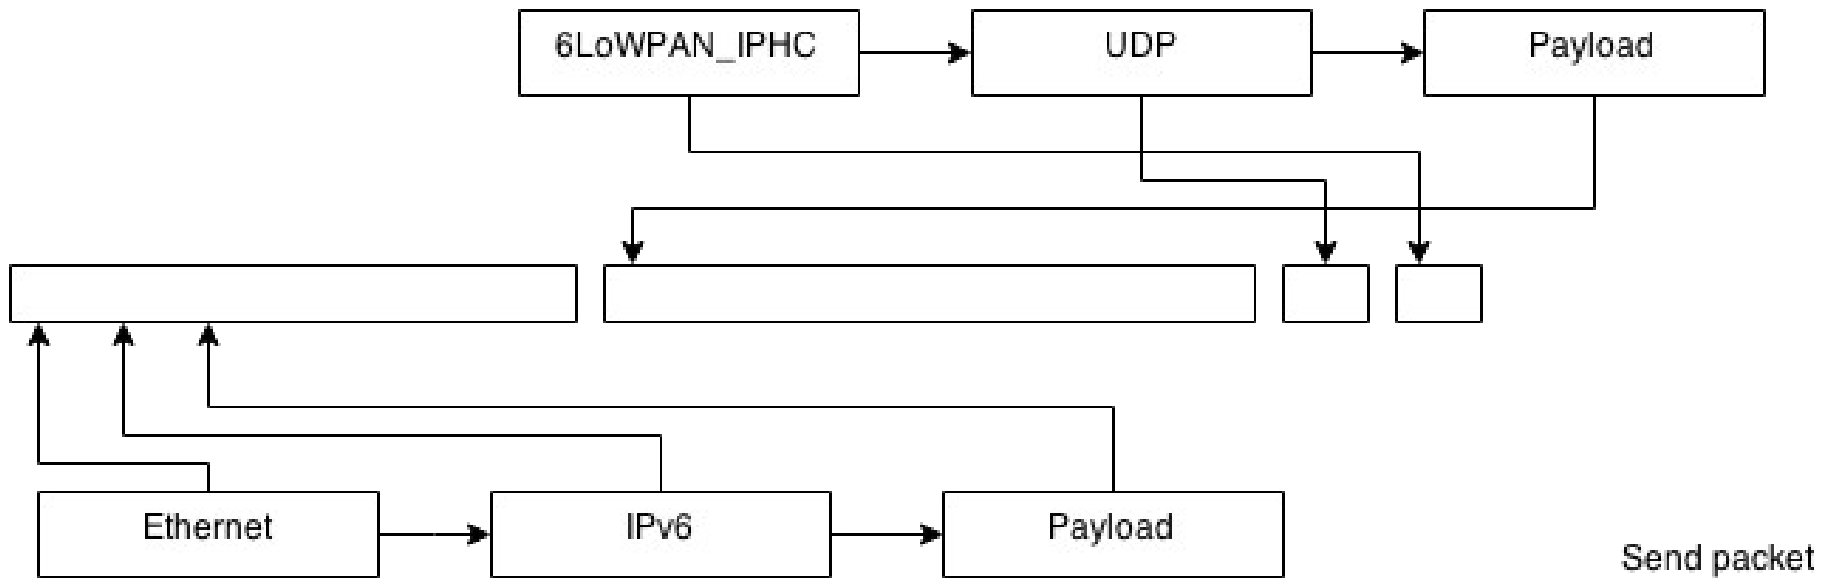 6LoWPAN_IPHC
UDP
Payload
Ethernet
IPv6
Payload
Send packet